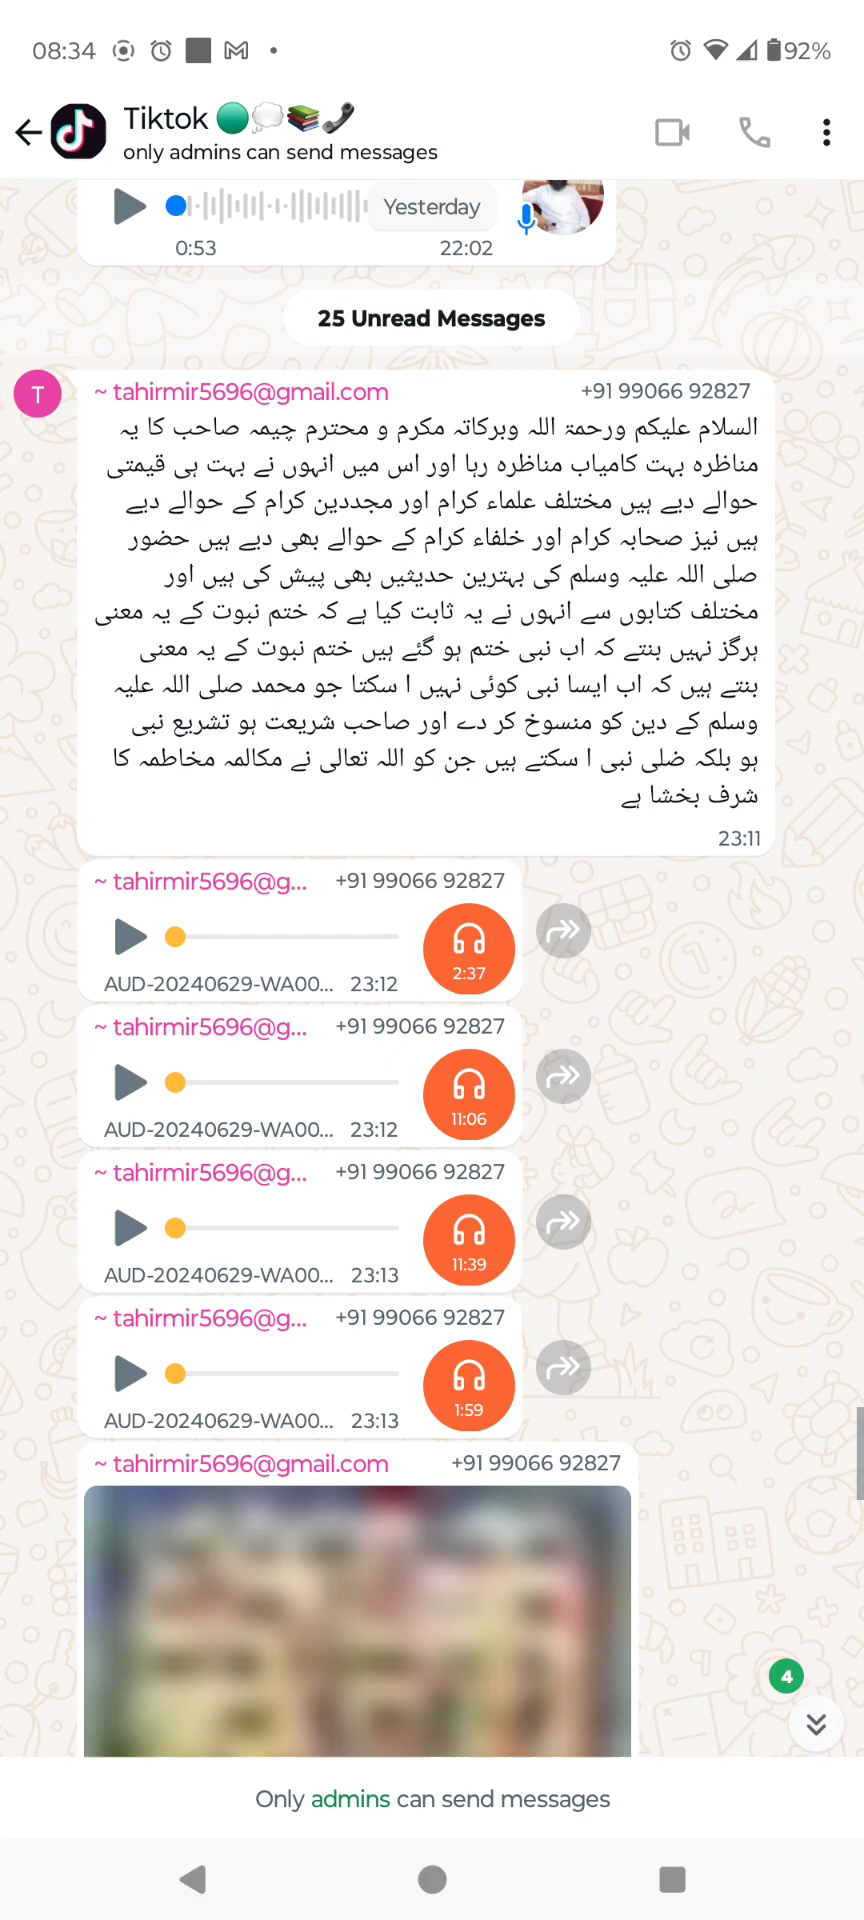 08:34
92%
Tiktok 🟢💭📚📞
only admins can send messages
Yesterday
0:53
22:02
25 Unread Messages
T
~ tahirmir5696@gmail.com +91 99066 92827
السلام علیکم ورحمۃ اللہ وبرکاتہ مکرم و محترم چیمہ صاحب کا یہ
مناظرہ بہت کامیاب مناظرہ رہا اور اس میں انہوں نے بہت ہی قیمتی
حوالے دیے ہیں مختلف علماء کرام اور مجددین کرام کے حوالے دیے
ہیں نیز صحابہ کرام اور خلفاء کرام کے حوالے بھی دیے ہیں حضور
صلی اللہ علیہ وسلم کی بہترین حدیثیں بھی پیش کی ہیں اور
مختلف کتابوں سے انہوں نے یہ ثابت کیا ہے کہ ختم نبوت کے یہ معنی
ہرگز نہیں بنتے کہ اب نبی ختم ہو گئے ہیں ختم نبوت کے یہ معنی
بنتے ہیں کہ اب ایسا نبی کوئی نہیں ا سکتا جو محمد صلی اللہ علیہ
وسلم کے دین کو منسوخ کر دے اور صاحب شریعت ہو تشریع نبی
ہو بلکہ ضلی نبی ا سکتے ہیں جن کو اللہ تعالی نے مکالمہ مخاطمہ کا
شرف بخشا ہے
23:11
~ tahirmir5696@g... +91 99066 92827
2:37
AUD-20240629-WA00... 23:12
~ tahirmir5696@g... +91 99066 92827
11:06
AUD-20240629-WA00... 23:12
~ tahirmir5696@g... +91 99066 92827
11:39
AUD-20240629-WA00... 23:13
~ tahirmir5696@g... +91 99066 92827
1:59
AUD-20240629-WA00... 23:13
~ tahirmir5696@gmail.com +91 99066 92827
4
Only admins can send messages